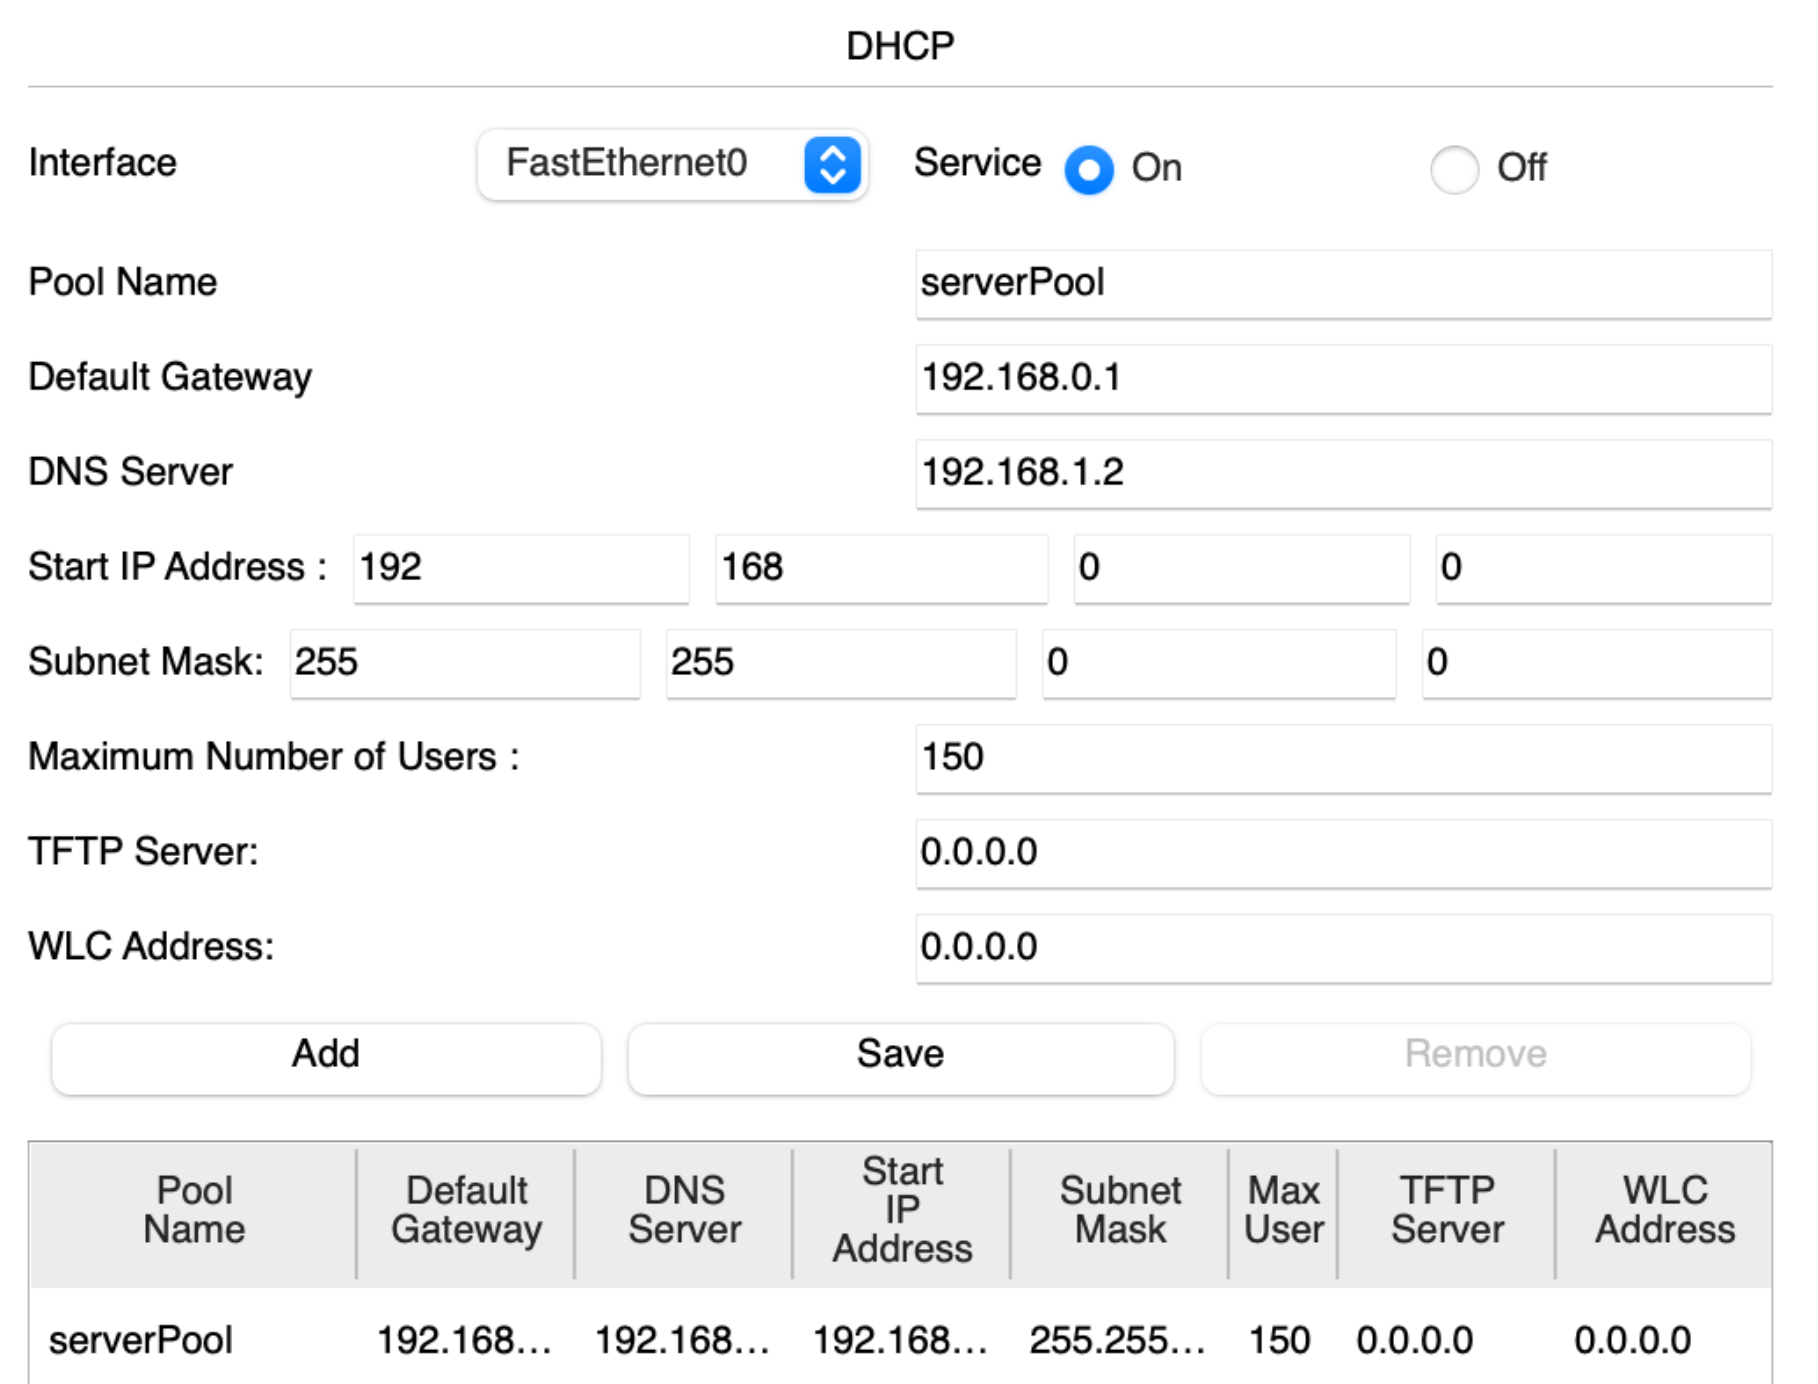 DHCP
Interface FastEthernet0 Service On Off
Pool Name serverPool
Default Gateway 192.168.0.1
DNS Server 192.168.1.2
Start IP Address : 192 168 0 0
Subnet Mask: 255 255 0 0
Maximum Number of Users : 150
TFTP Server: 0.0.0.0
WLC Address: 0.0.0.0
Add Save Remove
Pool Name Default Gateway DNS Server Start IP Address Subnet Mask Max User TFTP Server WLC Address
serverPool 192.168... 192.168... 192.168... 255.255... 150 0.0.0.0 0.0.0.0